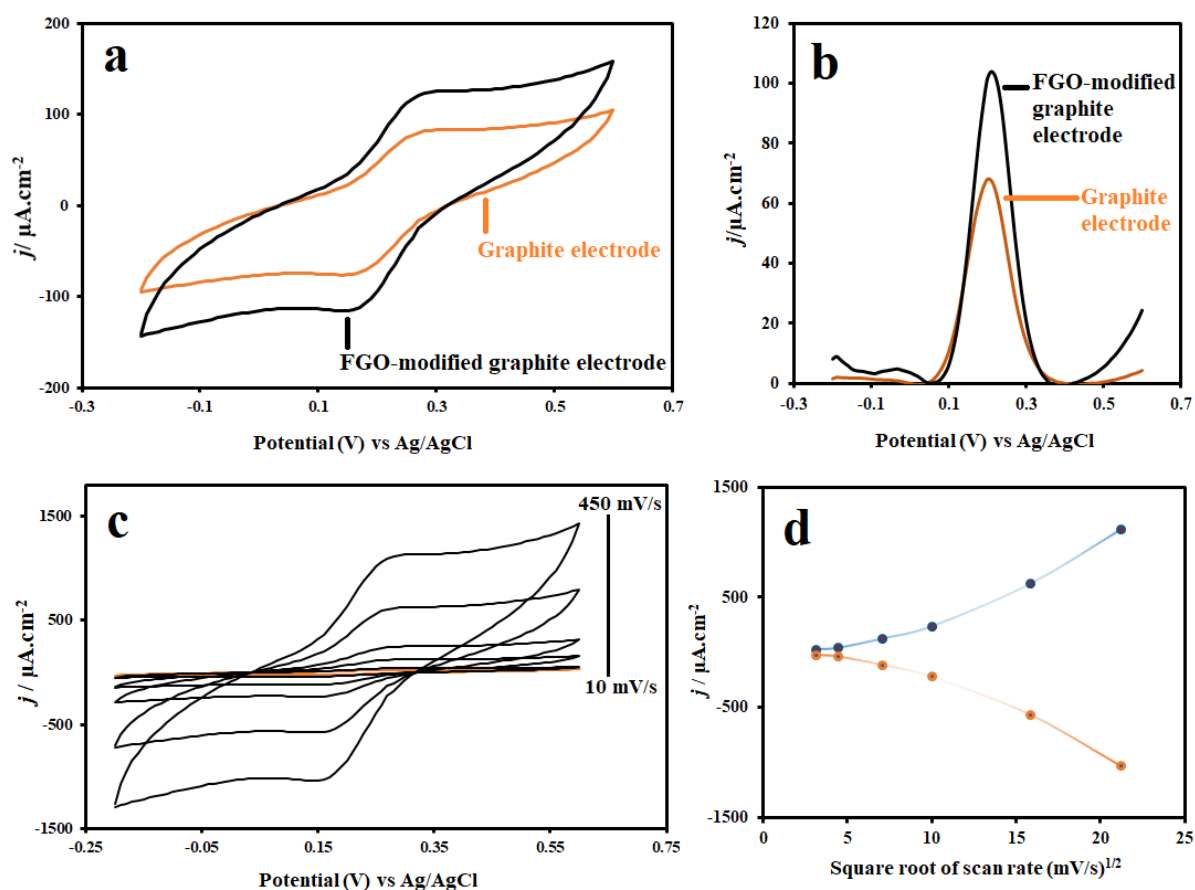 a
j/ µA.cm-2
200
100
0
-100
-200
Graphite electrode
FGO-modified graphite electrode
-0.3
-0.1
0.1
0.3
0.5
0.7
Potential (V) vs Ag/AgCl
b
j/µA.cm-2
120
100
80
60
40
20
0
FGO-modified
graphite
electrode
Graphite
electrode
-0.3
-0.1
0.1
0.3
0.5
0.7
Potential (V) vs Ag/AgCl
c
j / µA.cm-2
1500
500
-500
-1500
450 mV/s
10 mV/s
-0.25
-0.05
0.15
0.35
0.55
0.75
Potential (V) vs Ag/AgCl
d
j / µA.cm-2
1500
500
-500
-1500
0
5
10
15
20
25
Square root of scan rate (mV/s)1/2